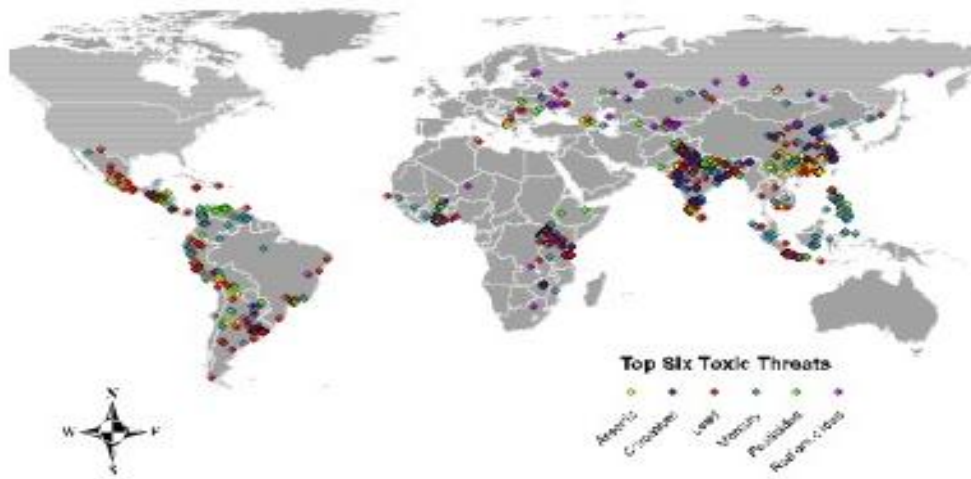 Top Six Toxic Threats
Arsenic
Chromium
Lead
Mercury
Pesticides
Radionuclides
N
W
E
S